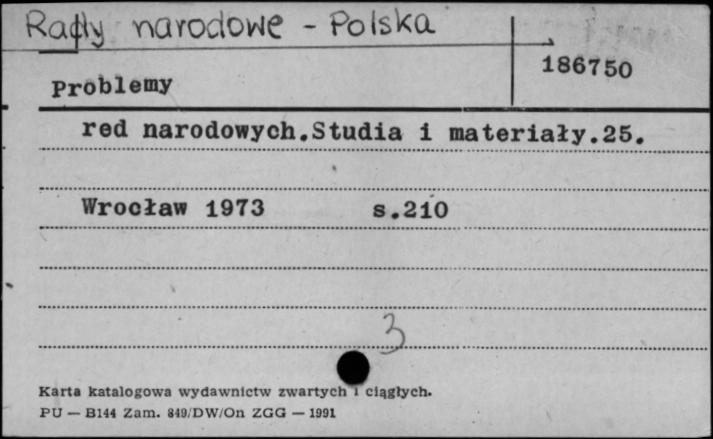 Rady narodowe - Polska
186750
Problemy
red narodowych.Studia i materiały.25.
Wrocław 1973 s.210
3
Karta katalogowa wydawnictw zwartych i ciągłych.
PU — B144 Zam. 849/DW/On ZGG — 1991